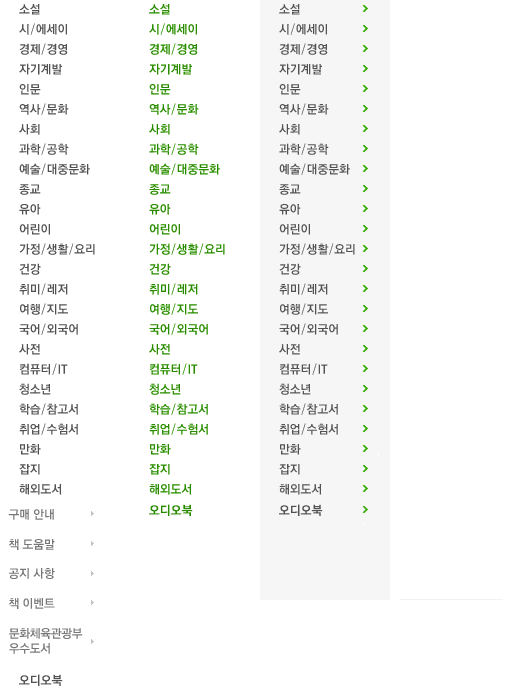 소설
시/에세이
경제/경영
자기계발
인문
역사/문화
사회
과학/공학
예술/대중문화
종교
유아
어린이
가정/생활/요리
건강
취미/레저
여행/지도
국어/외국어
사전
컴퓨터/IT
청소년
학습/참고서
취업/수험서
만화
잡지
해외도서
구매 안내
책 도움말
공지 사항
책 이벤트
문화체육관광부
우수도서
오디오북
소설
시/에세이
경제/경영
자기계발
인문
역사/문화
사회
과학/공학
예술/대중문화
종교
유아
어린이
가정/생활/요리
건강
취미/레저
여행/지도
국어/외국어
사전
컴퓨터/IT
청소년
학습/참고서
취업/수험서
만화
잡지
해외도서
오디오북
소설
시/에세이
경제/경영
자기계발
인문
역사/문화
사회
과학/공학
예술/대중문화
종교
유아
어린이
가정/생활/요리
건강
취미/레저
여행/지도
국어/외국어
사전
컴퓨터/IT
청소년
학습/참고서
취업/수험서
만화
잡지
해외도서
오디오북